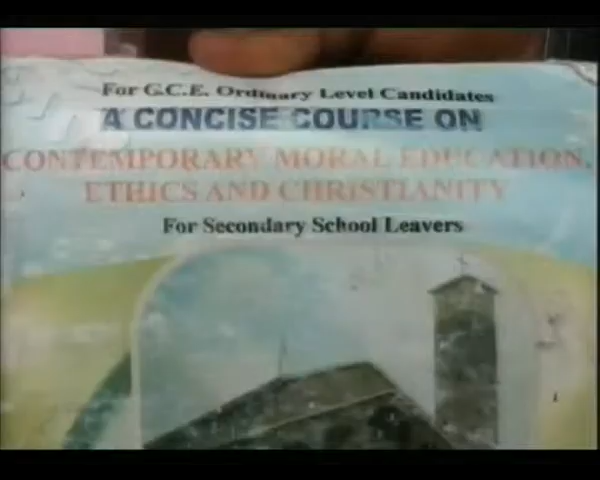 For G.C.E. Ordinary Level Candidates
A CONCISE COURSE ON
CONTEMPORARY MORAL EDUCATION,
ETHICS AND CHRISTIANITY
For Secondary School Leavers